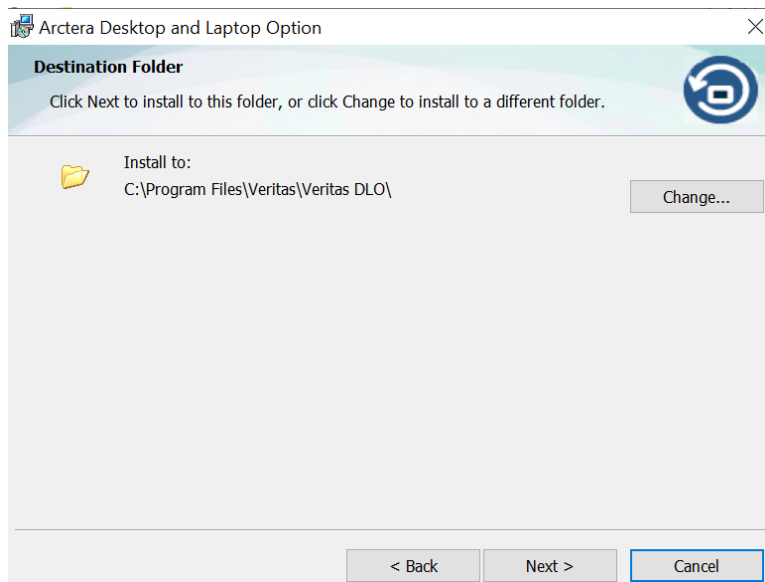 Arctera Desktop and Laptop Option
Destination Folder
Click Next to install to this folder, or click Change to install to a different folder.
Install to:
C:\Program Files\Veritas\Veritas DLO\
Change...
< Back
Next >
Cancel